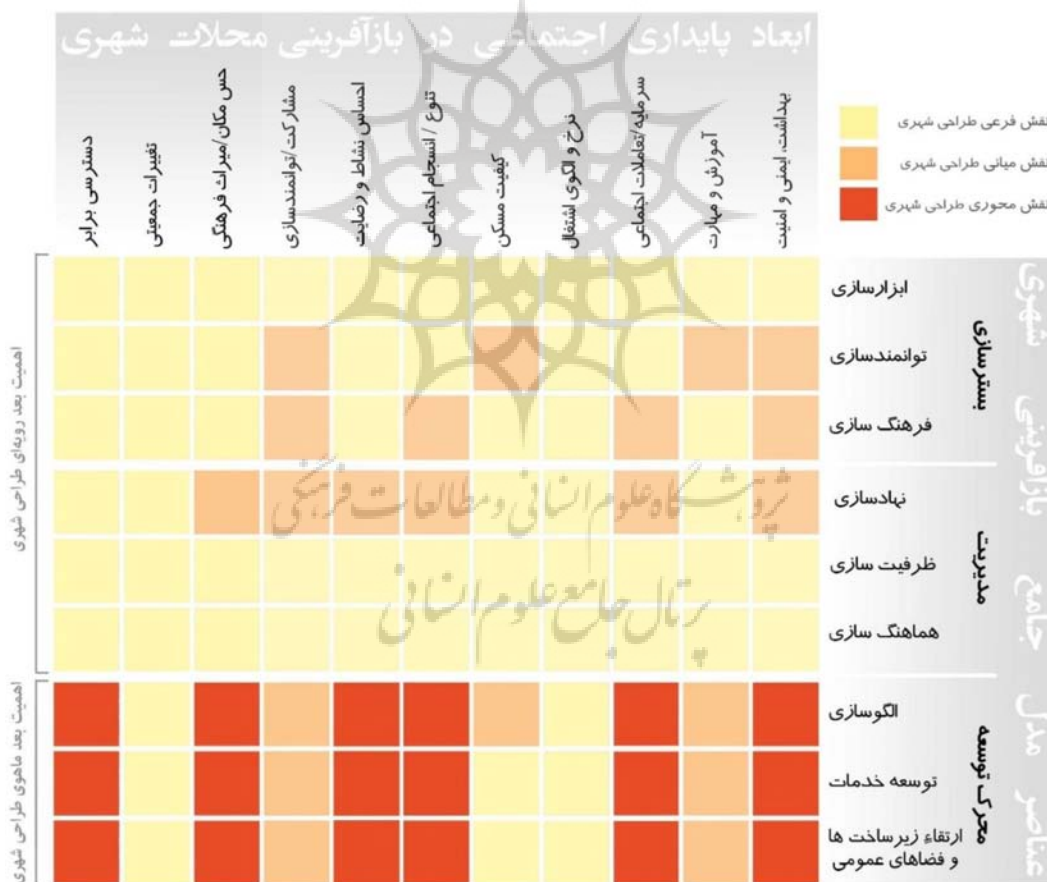 ابعاد پایداری اجتماعی در بازآفرینی محلات شهری
بهداشت، ایمنی و امنیت
آموزش و مهارت
سرمایه/تعاملات اجتماعی
نرخ و الگوی اشتغال
کیفیت مسکن
تنوع / انسجام اجتماعی
احساس نشاط و رضایت
مشارکت/توانمندسازی
حس مکان/میراث فرهنگی
تغییرات جمعیتی
دسترسی برابر
نقش فرعی طراحی شهری
نقش میانی طراحی شهری
نقش محوری طراحی شهری
عناصر مدل جامع بازآفرینی شهری
بسترسازی
ابزارسازی
توانمندسازی
فرهنگ سازی
مدیریت
نهادسازی
ظرفیت سازی
هماهنگ سازی
محرک توسعه
الگوسازی
توسعه خدمات
ارتقاء زیرساخت ها
و فضاهای عمومی
اهمیت بعد رویه‌ای طراحی شهری
اهمیت بعد ماهوی طراحی شهری
پژوهشگاه علوم انسانی و مطالعات فرهنگی
پرتال جامع علوم انسانی